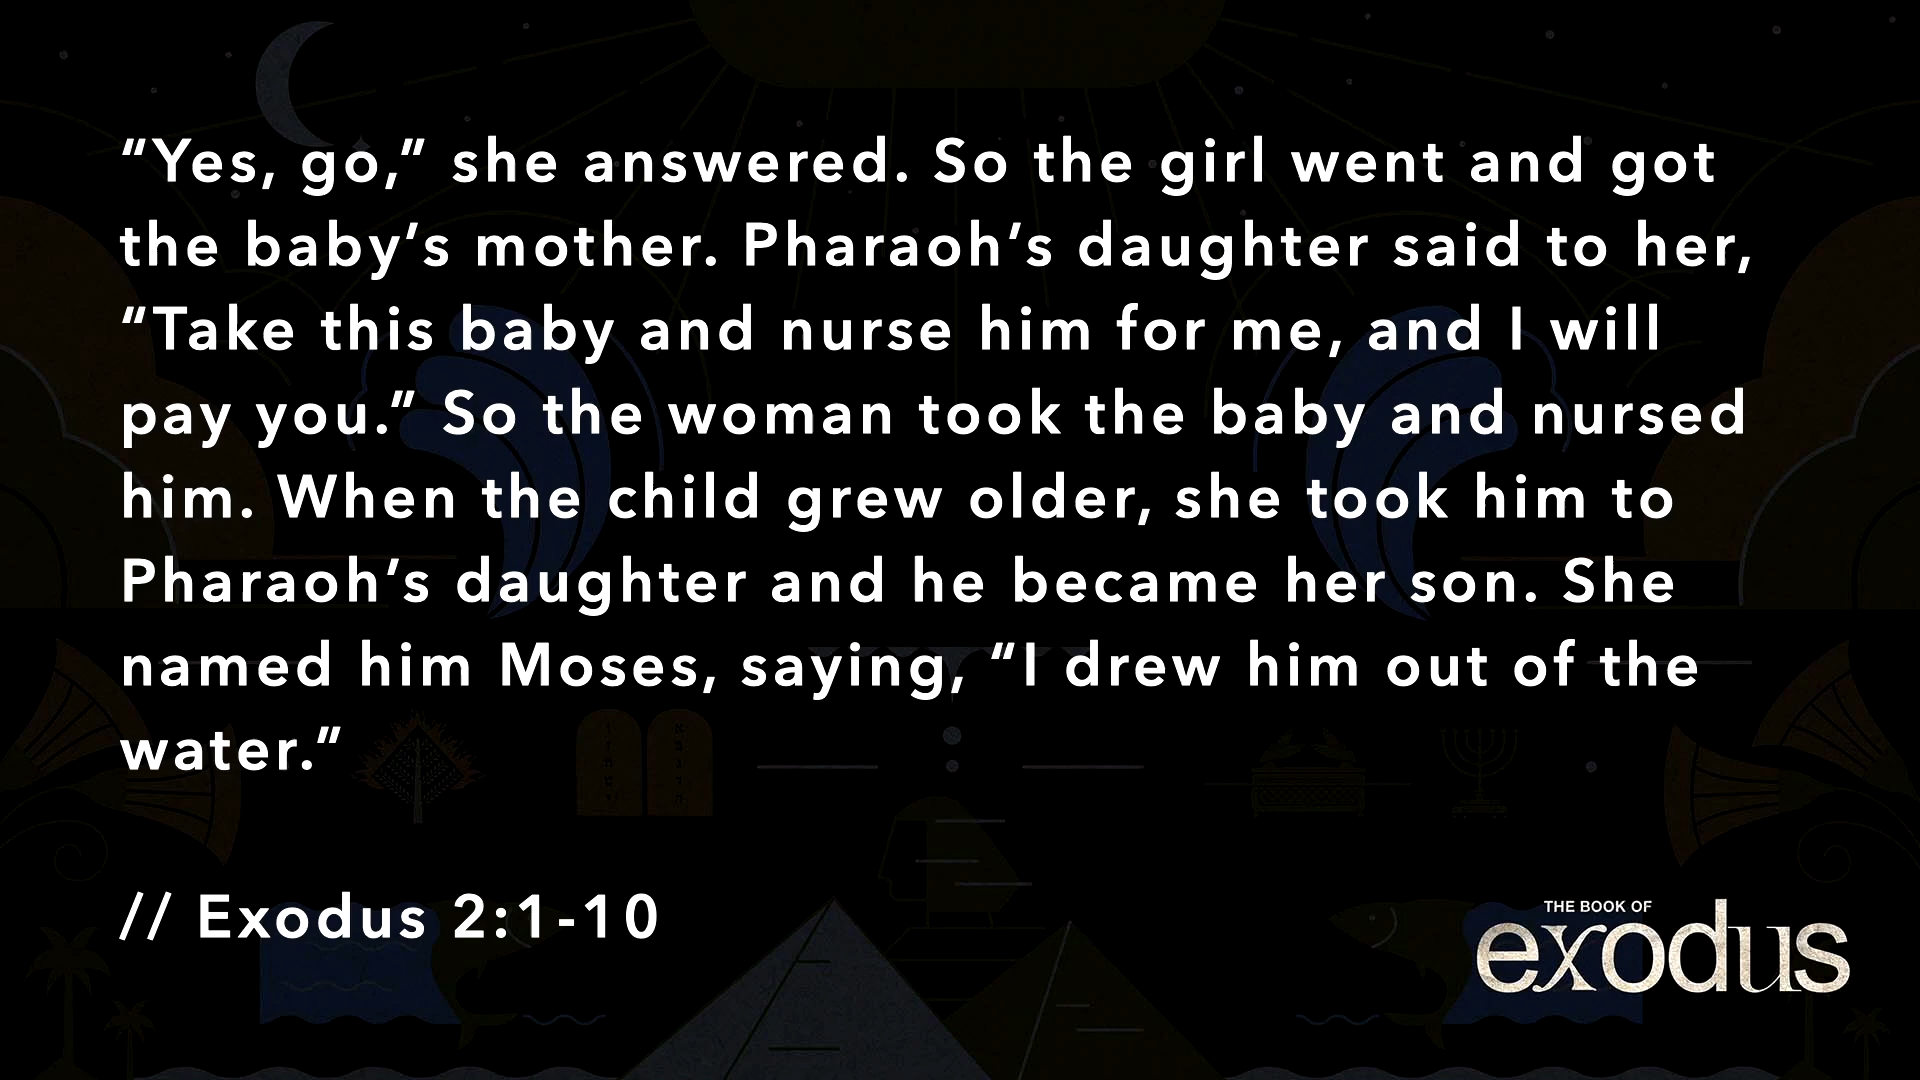 “Yes, go,” she answered. So the girl went and got
the baby’s mother. Pharaoh’s daughter said to her,
“Take this baby and nurse him for me, and I will
pay you.” So the woman took the baby and nursed
him. When the child grew older, she took him to
Pharaoh’s daughter and he became her son. She
named him Moses, saying, “I drew him out of the
water.”
// Exodus 2:1-10
THE BOOK OF
exodus